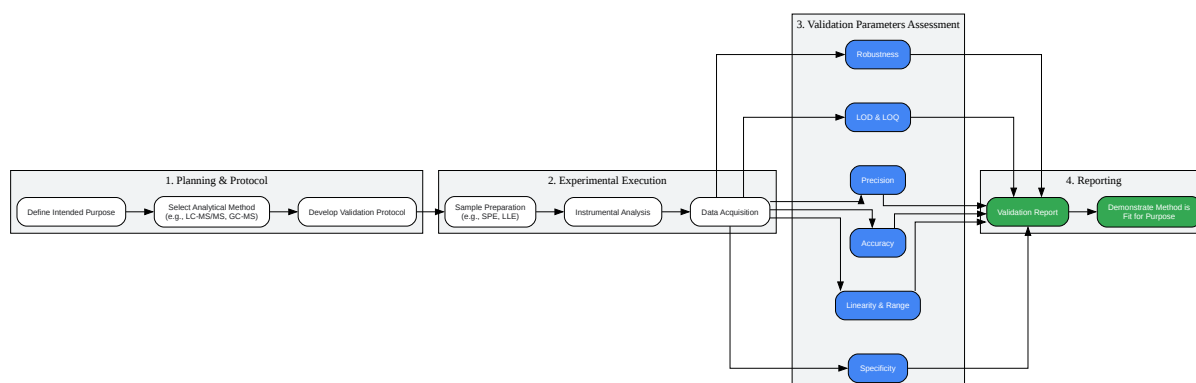 1. Planning & Protocol
Define Intended Purpose
Select Analytical Method
(e.g., LC-MS/MS, GC-MS)
Develop Validation Protocol
2. Experimental Execution
Sample Preparation
(e.g., SPE, LLE)
Instrumental Analysis
Data Acquisition
3. Validation Parameters Assessment
Robustness
LOD & LOQ
Precision
Accuracy
Linearity & Range
Specificity
4. Reporting
Validation Report
Demonstrate Method is
Fit for Purpose